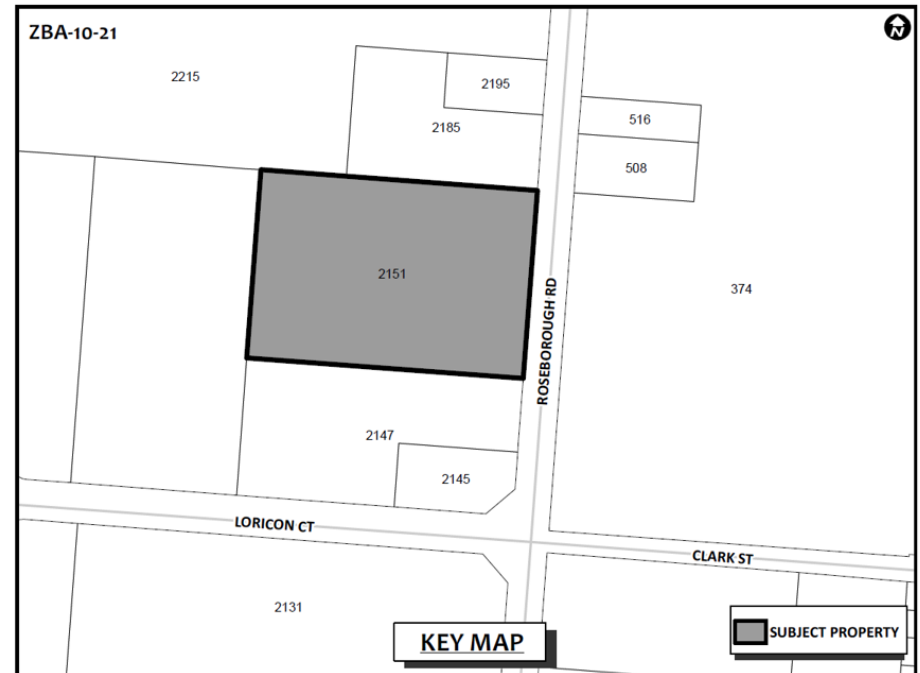 ZBA-10-21
N
2215
2195
2185
516
508
2151
374
ROSEBOROUGH RD
2147
2145
LORICON CT
CLARK ST
2131
KEY MAP
SUBJECT PROPERTY